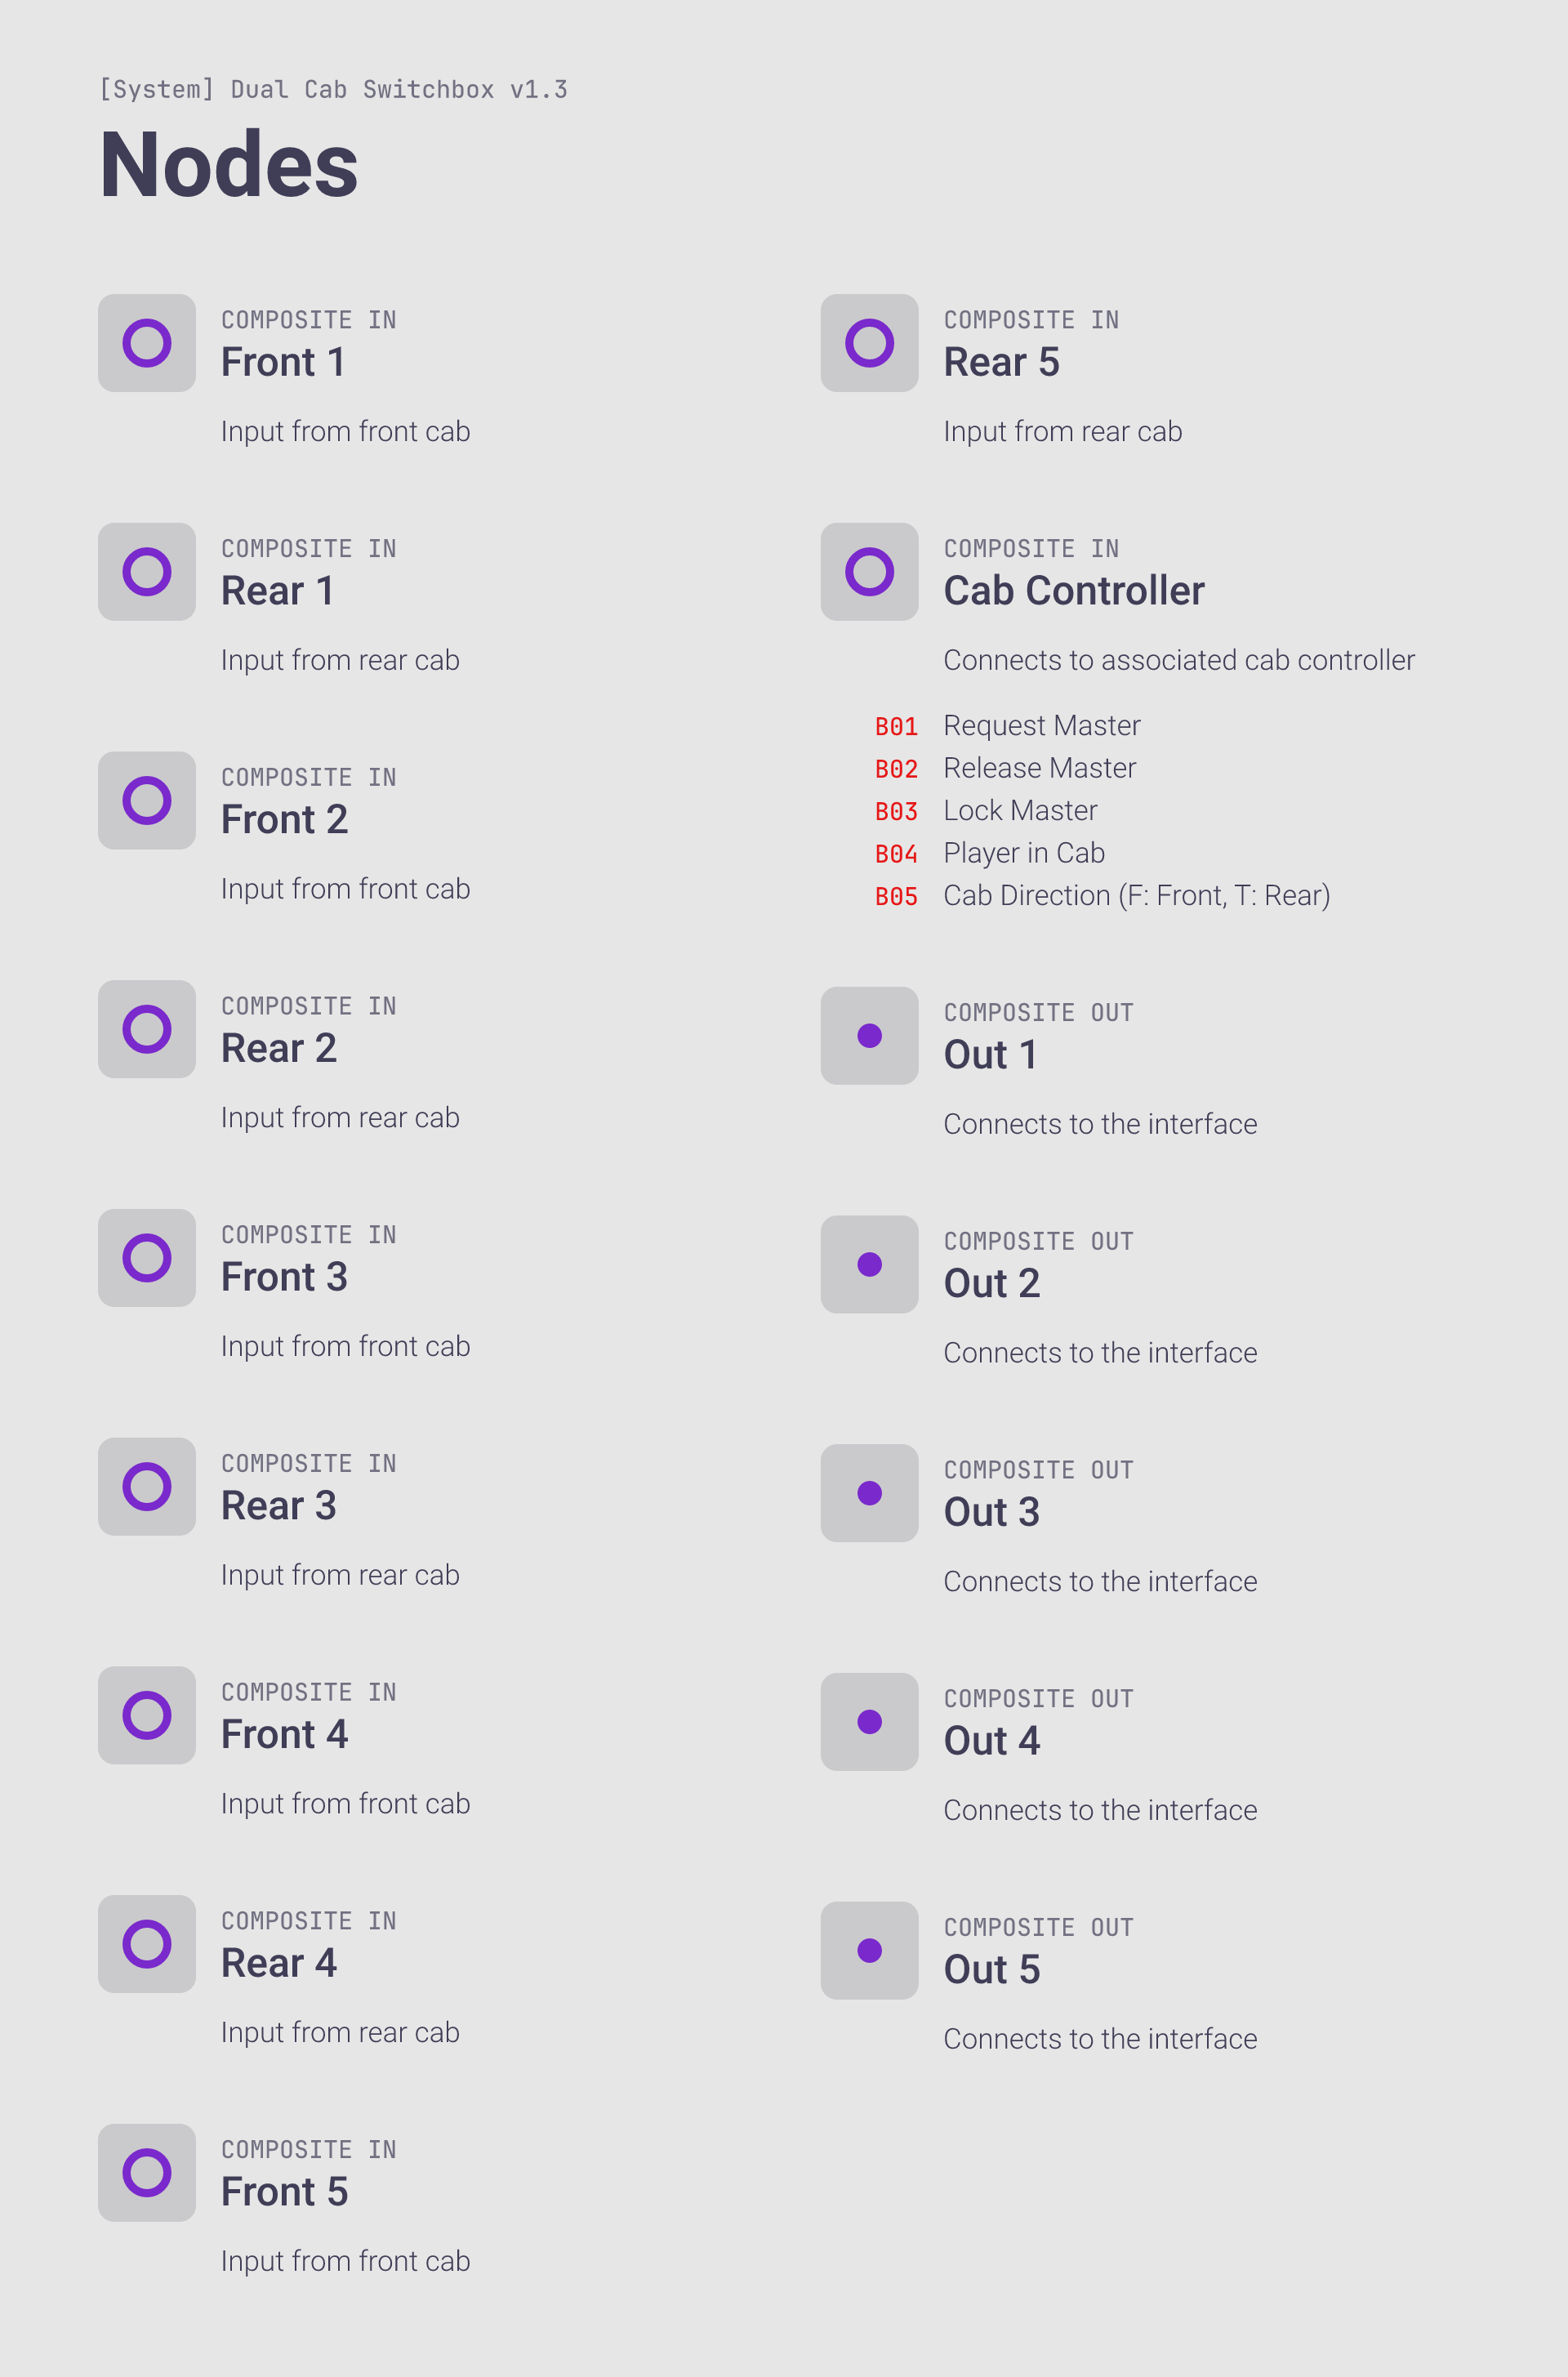 [System] Dual Cab Switchbox v1.3
Nodes
COMPOSITE IN
Front 1
Input from front cab
COMPOSITE IN
Rear 1
Input from rear cab
COMPOSITE IN
Front 2
Input from front cab
COMPOSITE IN
Rear 2
Input from rear cab
COMPOSITE IN
Front 3
Input from front cab
COMPOSITE IN
Rear 3
Input from rear cab
COMPOSITE IN
Front 4
Input from front cab
COMPOSITE IN
Rear 4
Input from rear cab
COMPOSITE IN
Front 5
Input from front cab
COMPOSITE IN
Rear 5
Input from rear cab
COMPOSITE IN
Cab Controller
Connects to associated cab controller
B01 Request Master
B02 Release Master
B03 Lock Master
B04 Player in Cab
B05 Cab Direction (F: Front, T: Rear)
COMPOSITE OUT
Out 1
Connects to the interface
COMPOSITE OUT
Out 2
Connects to the interface
COMPOSITE OUT
Out 3
Connects to the interface
COMPOSITE OUT
Out 4
Connects to the interface
COMPOSITE OUT
Out 5
Connects to the interface